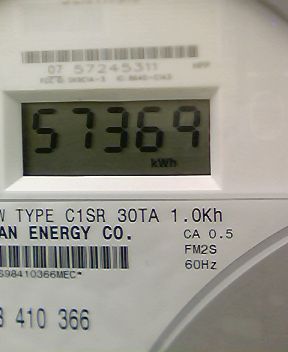 07 57245311
57369
kWh
W TYPE C1SR 30TA 1.0Kh
AN ENERGY CO.
CA 0.5
FM2S
60Hz
S98410366MEC*
410 366